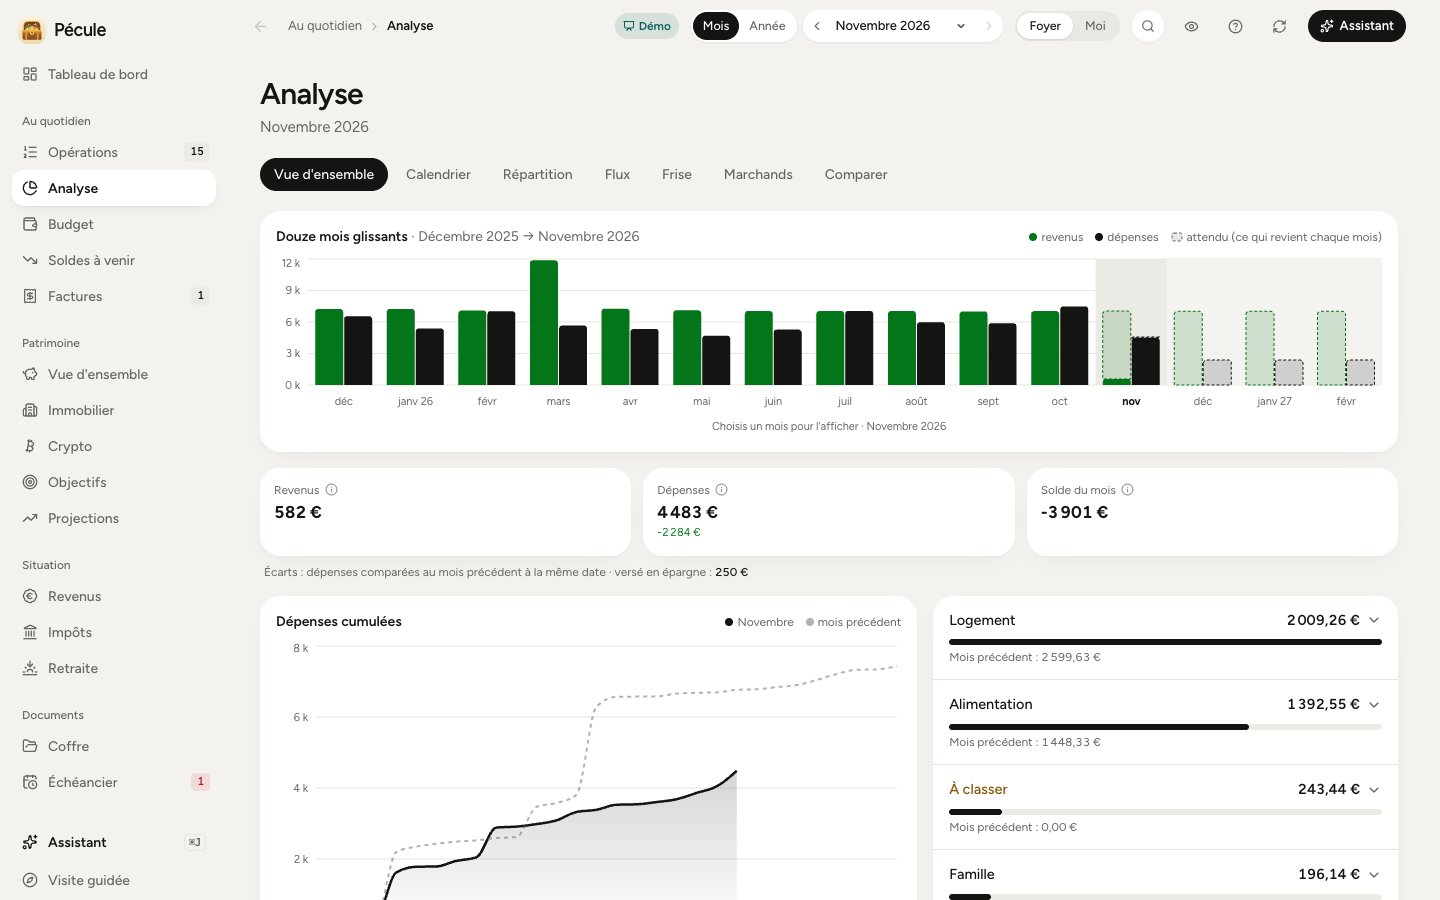 Pécule
Tableau de bord
Au quotidien
Opérations 15
Analyse
Budget
Soldes à venir
Factures 1
Patrimoine
Vue d'ensemble
Immobilier
Crypto
Objectifs
Projections
Situation
Revenus
Impôts
Retraite
Documents
Coffre
Échéancier 1
Assistant ⌘J
Visite guidée
Au quotidien > Analyse
Démo
Mois Année
Novembre 2026
Foyer Moi
Assistant
Analyse
Novembre 2026
Vue d'ensemble Calendrier Répartition Flux Frise Marchands Comparer
Douze mois glissants · Décembre 2025 → Novembre 2026
revenus dépenses attendu (ce qui revient chaque mois)
12 k
9 k
6 k
3 k
0 k
déc janv 26 févr mars avr mai juin juil août sept oct nov déc janv 27 févr
Choisis un mois pour l'afficher · Novembre 2026
Revenus
582 €
Dépenses
4 483 €
-2 284 €
Solde du mois
-3 901 €
Écarts : dépenses comparées au mois précédent à la même date · versé en épargne : 250 €
Dépenses cumulées
Novembre mois précédent
8 k
6 k
4 k
2 k
Logement 2 009,26 €
Mois précédent : 2 599,63 €
Alimentation 1 392,55 €
Mois précédent : 1 448,33 €
À classer 243,44 €
Mois précédent : 0,00 €
Famille 196,14 €